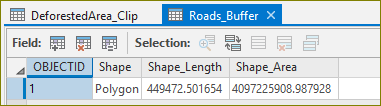 DeforestedArea_Clip Roads_Buffer
Field: Selection:
OBJECTID Shape Shape_Length Shape_Area
1 Polygon 449472.501654 4097225908.987928